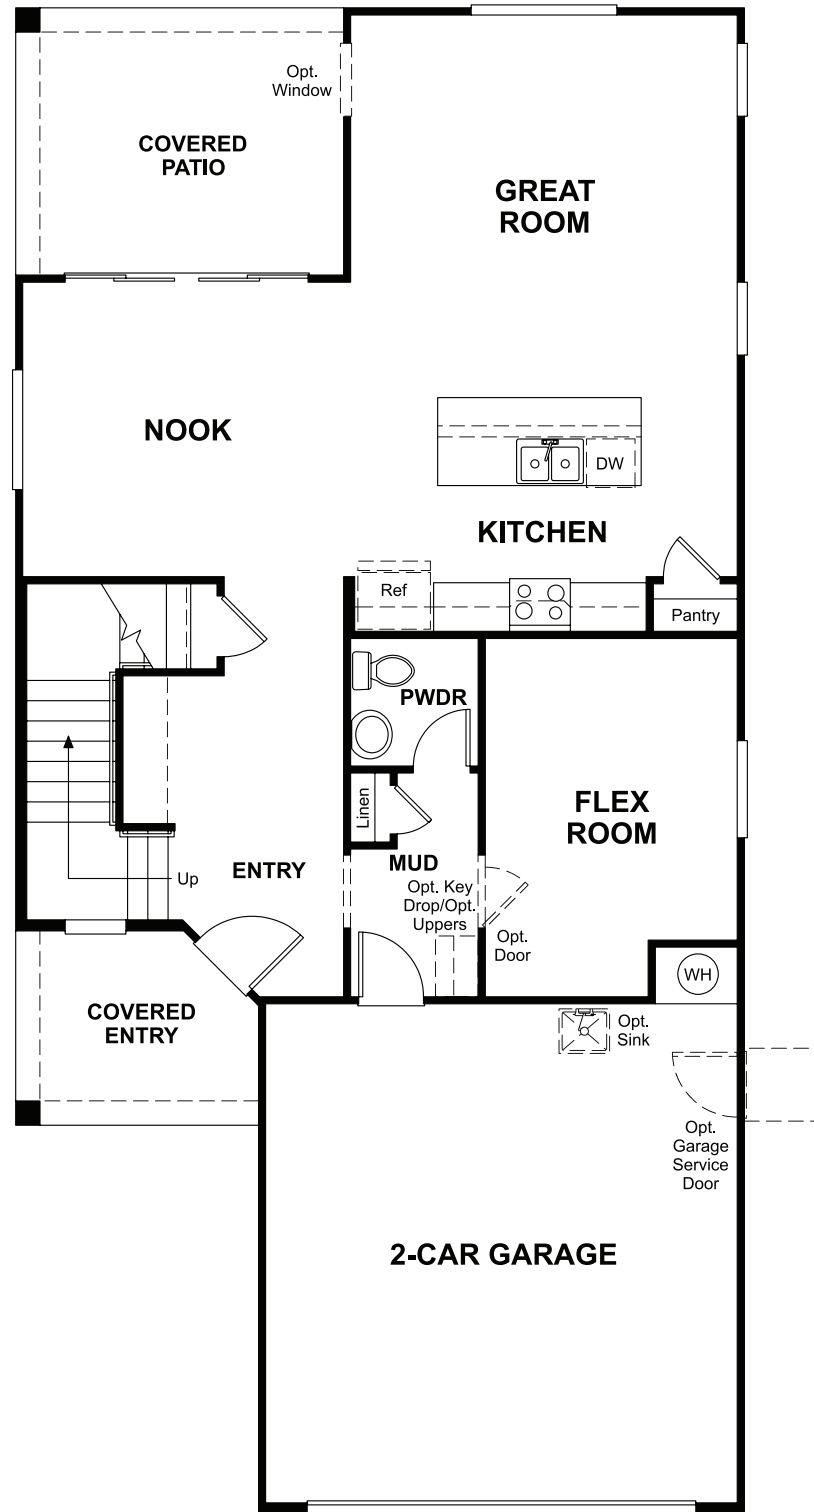 Opt.
Window
COVERED
PATIO
GREAT
ROOM
NOOK
DW
KITCHEN
Ref
Pantry
PWDR
Linen
FLEX
ROOM
MUD
ENTRY
Up
Opt. Key
Drop/Opt.
Uppers
Opt.
Door
WH
COVERED
ENTRY
Opt.
Sink
Opt.
Garage
Service
Door
2-CAR GARAGE